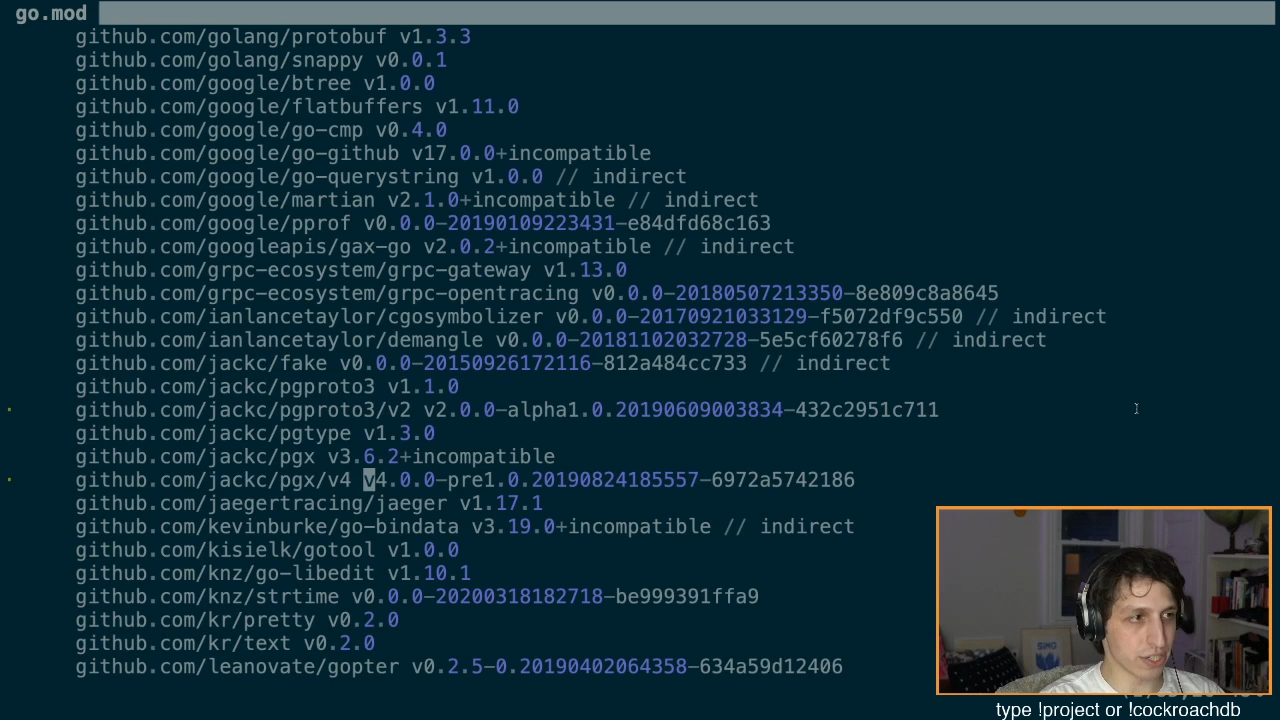 go.mod
github.com/golang/protobuf v1.3.3
github.com/golang/snappy v0.0.1
github.com/google/btree v1.0.0
github.com/google/flatbuffers v1.11.0
github.com/google/go-cmp v0.4.0
github.com/google/go-github v17.0.0+incompatible
github.com/google/go-querystring v1.0.0 // indirect
github.com/google/martian v2.1.0+incompatible // indirect
github.com/google/pprof v0.0.0-20190109223431-e84dfd68c163
github.com/googleapis/gax-go v2.0.2+incompatible // indirect
github.com/grpc-ecosystem/grpc-gateway v1.13.0
github.com/grpc-ecosystem/grpc-opentracing v0.0.0-20180507213350-8e809c8a8645
github.com/ianlancetaylor/cgosymbolizer v0.0.0-20170921033129-f5072df9c550 // indirect
github.com/ianlancetaylor/demangle v0.0.0-20181102032728-5e5cf60278f6 // indirect
github.com/jackc/fake v0.0.0-20150926172116-812a484cc733 // indirect
github.com/jackc/pgproto3 v1.1.0
github.com/jackc/pgproto3/v2 v2.0.0-alpha1.0.20190609003834-432c2951c711
github.com/jackc/pgtype v1.3.0
github.com/jackc/pgx v3.6.2+incompatible
github.com/jackc/pgx/v4 v4.0.0-pre1.0.20190824185557-6972a5742186
github.com/jaegertracing/jaeger v1.17.1
github.com/kevinburke/go-bindata v3.19.0+incompatible // indirect
github.com/kisielk/gotool v1.0.0
github.com/knz/go-libedit v1.10.1
github.com/knz/strtime v0.0.0-20200318182718-be999391ffa9
github.com/kr/pretty v0.2.0
github.com/kr/text v0.2.0
github.com/leanovate/gopter v0.2.5-0.20190402064358-634a59d12406
SING
type !project or !cockroachdb